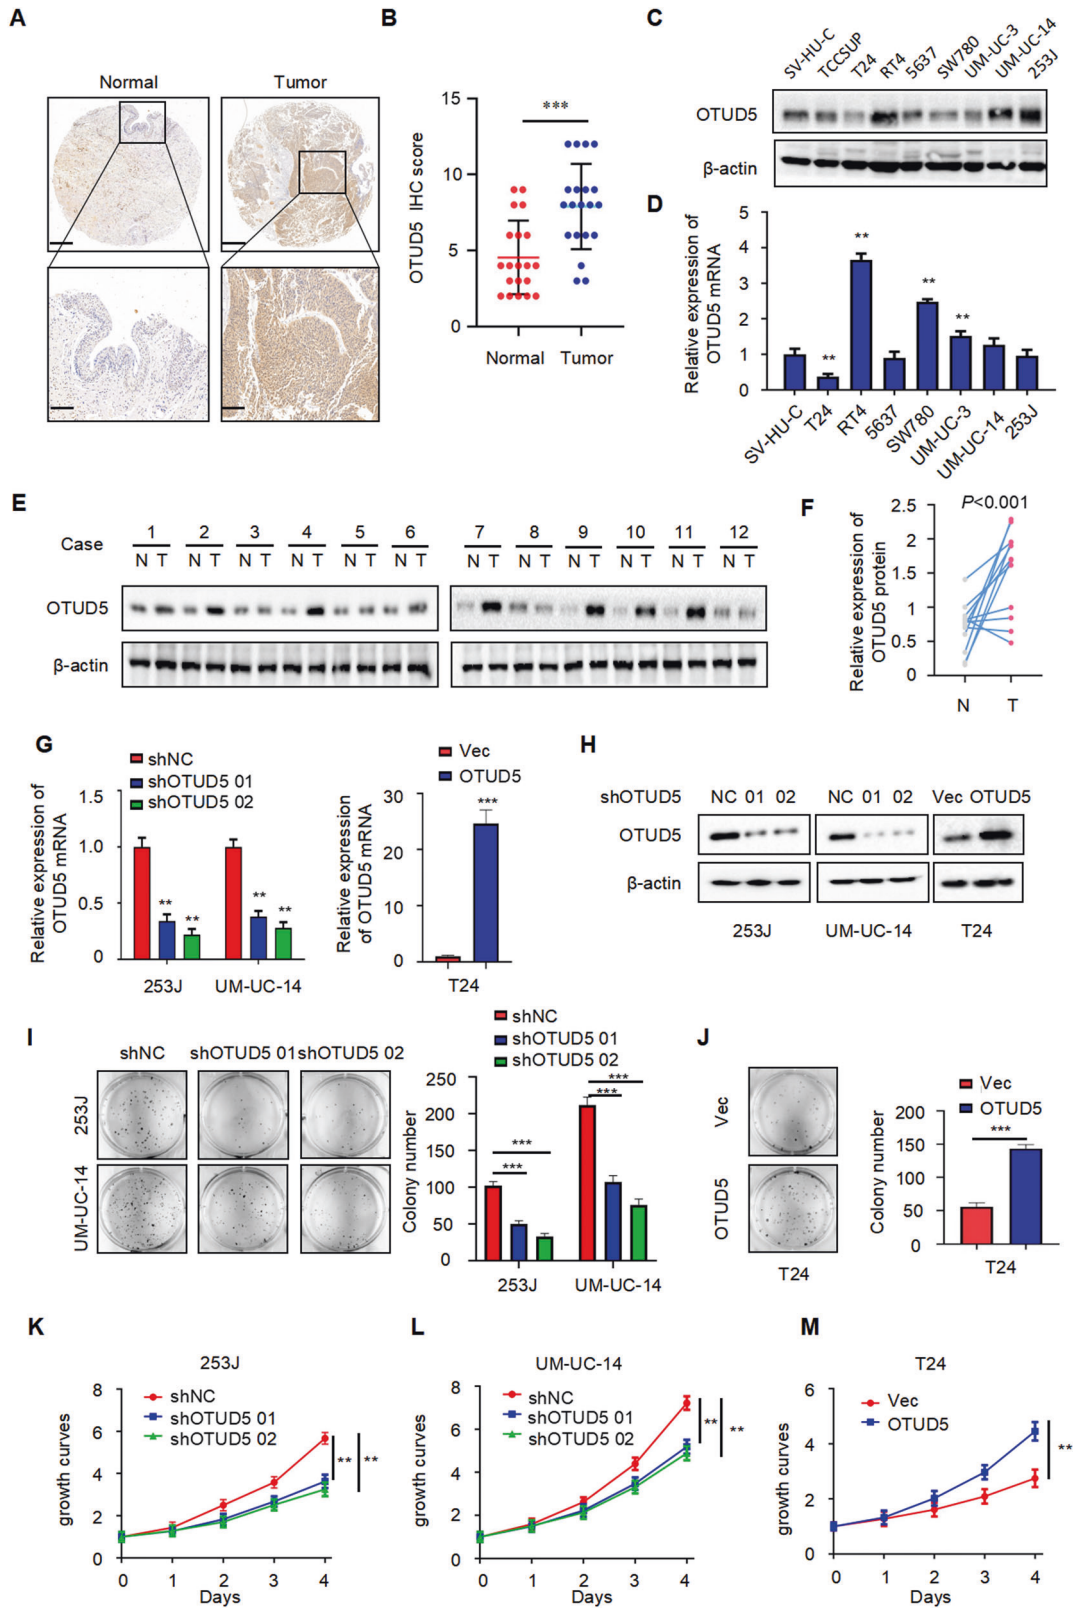 A
Normal
Tumor
B
OTUD5 IHC score
15
10
5
0
***
Normal
Tumor
C
SV-HU-C
TCCSUP
T24
RT4
5637
SW780
UM-UC-3
UM-UC-14
253J
OTUD5
β-actin
D
Relative expression of
OTUD5 mRNA
5
4
3
2
1
0
**
**
**
**
SV-HU-C
T24
RT4
5637
SW780
UM-UC-3
UM-UC-14
253J
E
Case
1 2 3 4 5 6 7 8 9 10 11 12
N T N T N T N T N T N T N T N T N T N T N T N T
OTUD5
β-actin
F
Relative expression of
OTUD5 protein
P<0.001
2.5
2
1.5
1
0.5
0
N
T
G
shNC
shOTUD5 01
shOTUD5 02
Relative expression of
OTUD5 mRNA
1.5
1.0
0.5
0
**
**
**
**
253J
UM-UC-14
Vec
OTUD5
Relative expression
of OTUD5 mRNA
30
20
10
0
***
T24
H
shOTUD5
NC 01 02
NC 01 02
Vec OTUD5
OTUD5
β-actin
253J
UM-UC-14
T24
I
shNC
shOTUD5 01
shOTUD5 02
253J
UM-UC-14
shNC
shOTUD5 01
shOTUD5 02
Colony number
250
200
150
100
50
0
***
***
***
***
253J
UM-UC-14
J
Vec
OTUD5
T24
Vec
OTUD5
Colony number
200
150
100
50
0
***
T24
K
253J
shNC
shOTUD5 01
shOTUD5 02
growth curves
8
6
4
2
0
**
**
0 1 2 3 4
Days
L
UM-UC-14
shNC
shOTUD5 01
shOTUD5 02
growth curves
8
6
4
2
0
**
**
0 1 2 3 4
Days
M
T24
Vec
OTUD5
growth curves
6
4
2
0
**
0 1 2 3 4
Days